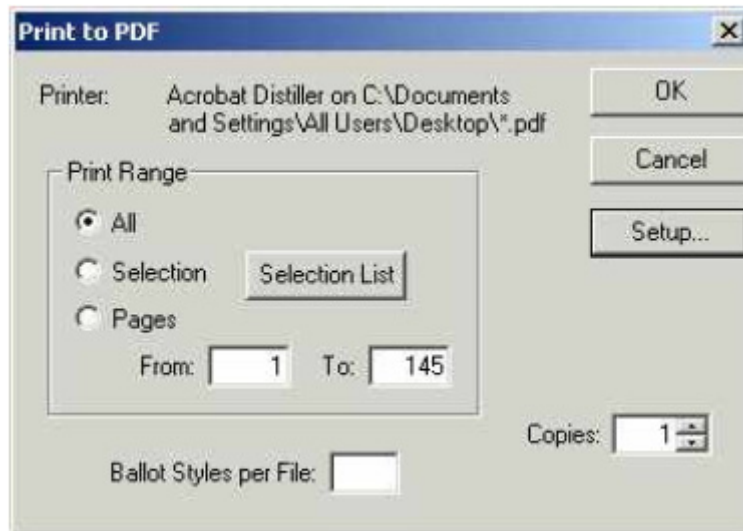 Print to PDF
Printer: Acrobat Distiller on C:\Documents
and Settings\All Users\Desktop\*.pdf
OK
Cancel
Setup...
Print Range
All
Selection Selection List
Pages
From: 1 To: 145
Copies: 1
Ballot Styles per File: